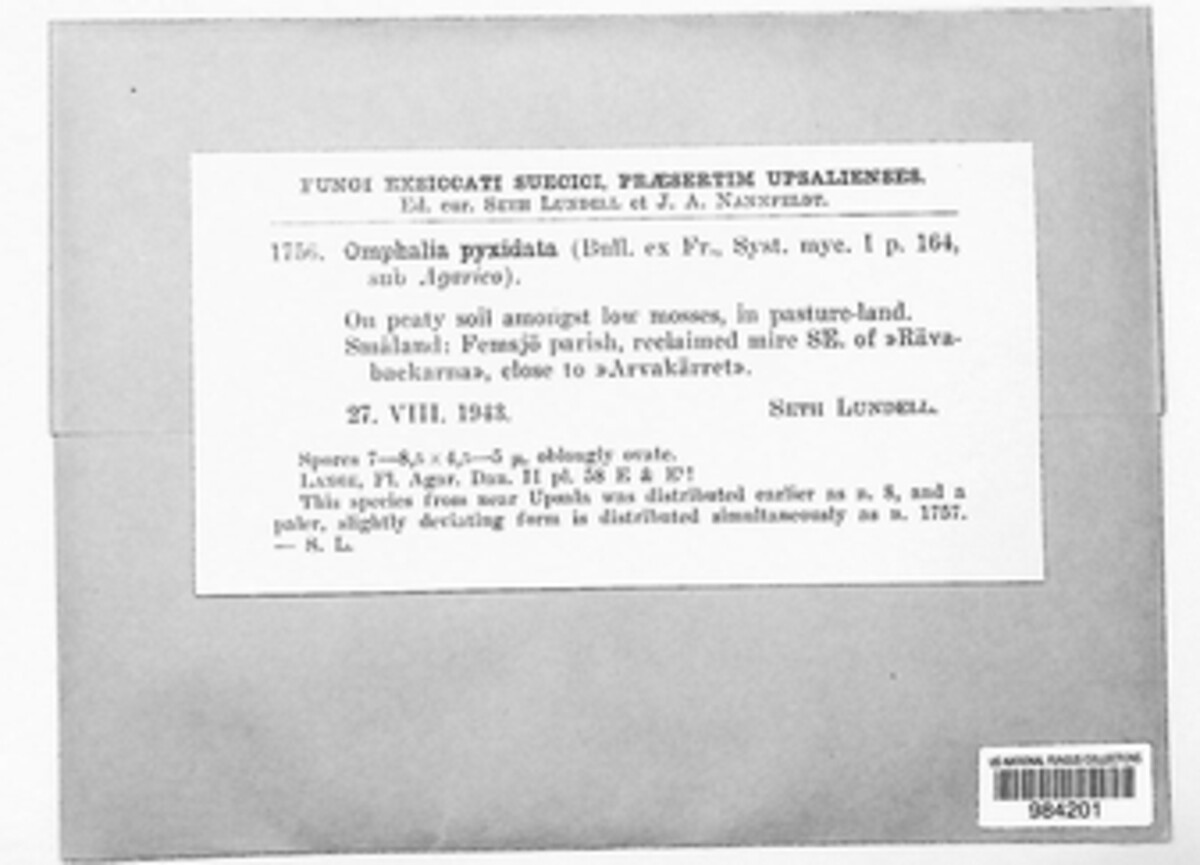 FUNGI EXSICCATI SUECICI, PRÆSERTIM UPSALIENSES.
Ed. cur. SETH LUNDELL et J. A. NANNFELDT.
1756. Omphalia pyxidata (Bull. ex Fr., Syst. myc. I p. 164,
sub Agarico).
On peaty soil amongst low mosses, in pasture-land.
Småland: Femsjö parish, reclaimed mire SE. of »Räva-
backarna», close to »Arvakärret».
27. VIII. 1943. SETH LUNDELL.
Spores 7—8,5 × 4,5—5 μ, oblongly ovate.
LANGE, Fl. Agar. Dan. II pl. 58 E & E¹!
This species from near Upsala was distributed earlier as n. 8, and a
paler, slightly deviating form is distributed simultaneously as n. 1757.
— S. L.
US NATIONAL FUNGUS COLLECTIONS
984201